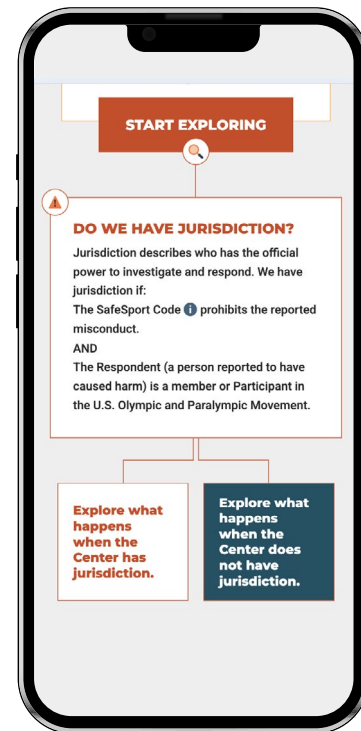 START EXPLORING
DO WE HAVE JURISDICTION?
Jurisdiction describes who has the official
power to investigate and respond. We have
jurisdiction if:
The SafeSport Code i prohibits the reported
misconduct.
AND
The Respondent (a person reported to have
caused harm) is a member or Participant in
the U.S. Olympic and Paralympic Movement.
Explore what
happens
when the
Center has
jurisdiction.
Explore what
happens
when the
Center does
not have
jurisdiction.